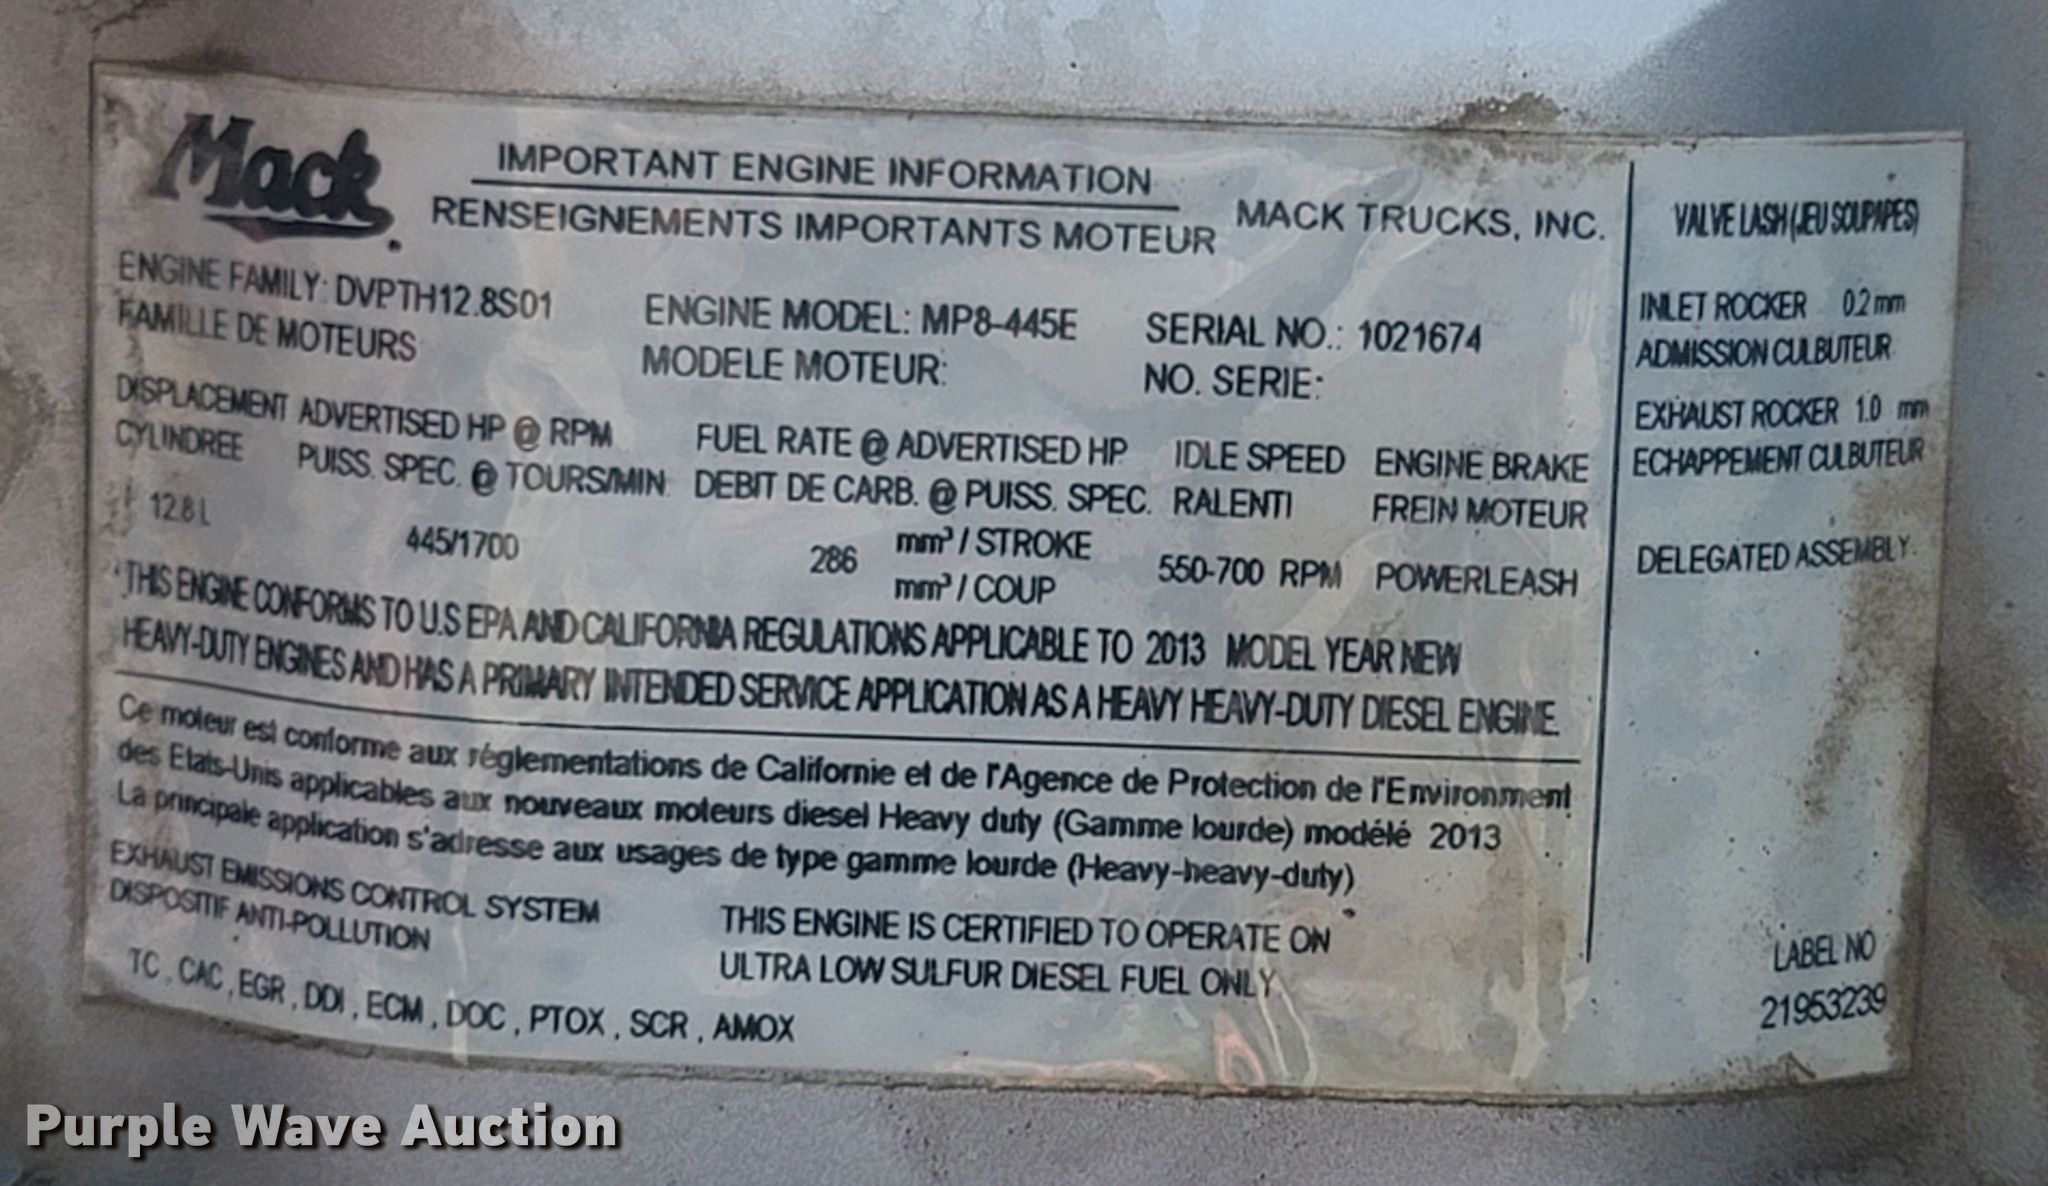 Mack
IMPORTANT ENGINE INFORMATION
RENSEIGNEMENTS IMPORTANTS MOTEUR
MACK TRUCKS, INC.
ENGINE FAMILY: DVPTH12.8S01
FAMILLE DE MOTEURS
ENGINE MODEL: MP8-445E
MODELE MOTEUR:
SERIAL NO.: 1021674
NO. SERIE:
DISPLACEMENT
CYLINDREE
12.8 L
ADVERTISED HP @ RPM
PUISS. SPEC. @ TOURS/MIN.
445/1700
FUEL RATE @ ADVERTISED HP
DEBIT DE CARB. @ PUISS. SPEC.
286 mm³ / STROKE
mm³ / COUP
IDLE SPEED
RALENTI
550-700 RPM
ENGINE BRAKE
FREIN MOTEUR
POWERLEASH
THIS ENGINE CONFORMS TO U.S EPA AND CALIFORNIA REGULATIONS APPLICABLE TO 2013 MODEL YEAR NEW
HEAVY-DUTY ENGINES AND HAS A PRIMARY INTENDED SERVICE APPLICATION AS A HEAVY HEAVY-DUTY DIESEL ENGINE.
Ce moteur est conforme aux réglementations de Californie et de l'Agence de Protection de l'Environment
des Etats-Unis applicables aux nouveaux moteurs diesel Heavy duty (Gamme lourde) modélé 2013
La principale application s'adresse aux usages de type gamme lourde (Heavy-heavy-duty)
EXHAUST EMISSIONS CONTROL SYSTEM
DISPOSITIF ANTI-POLLUTION
TC , CAC , EGR , DDI , ECM , DOC , PTOX , SCR , AMOX
THIS ENGINE IS CERTIFIED TO OPERATE ON
ULTRA LOW SULFUR DIESEL FUEL ONLY
VALVE LASH (JEU SOUPAPES)
INLET ROCKER 0.2 mm
ADMISSION CULBUTEUR
EXHAUST ROCKER 1.0 mm
ECHAPPEMENT CULBUTEUR
DELEGATED ASSEMBLY.
LABEL NO
21953239
Purple Wave Auction